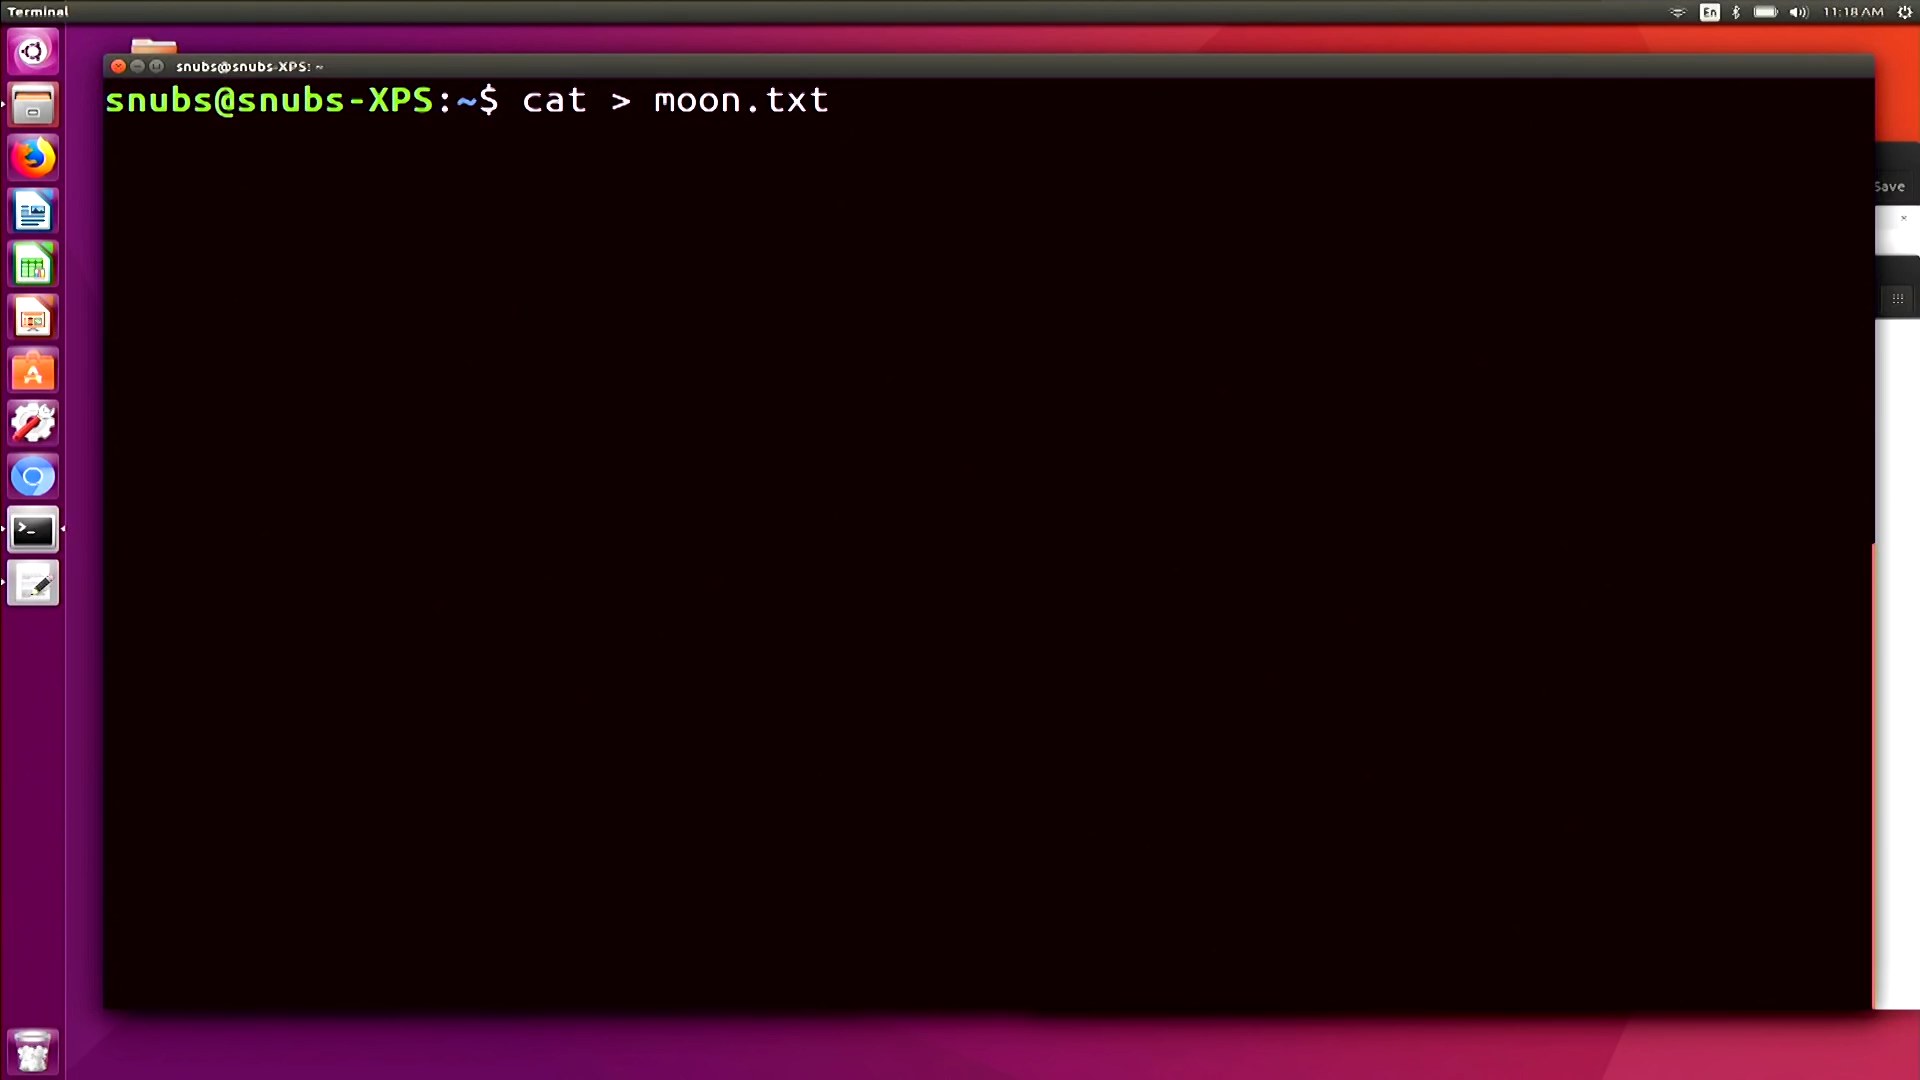 Terminal
En
11:18 AM
snubs@snubs-XPS: ~
snubs@snubs-XPS:~$ cat > moon.txt
Save